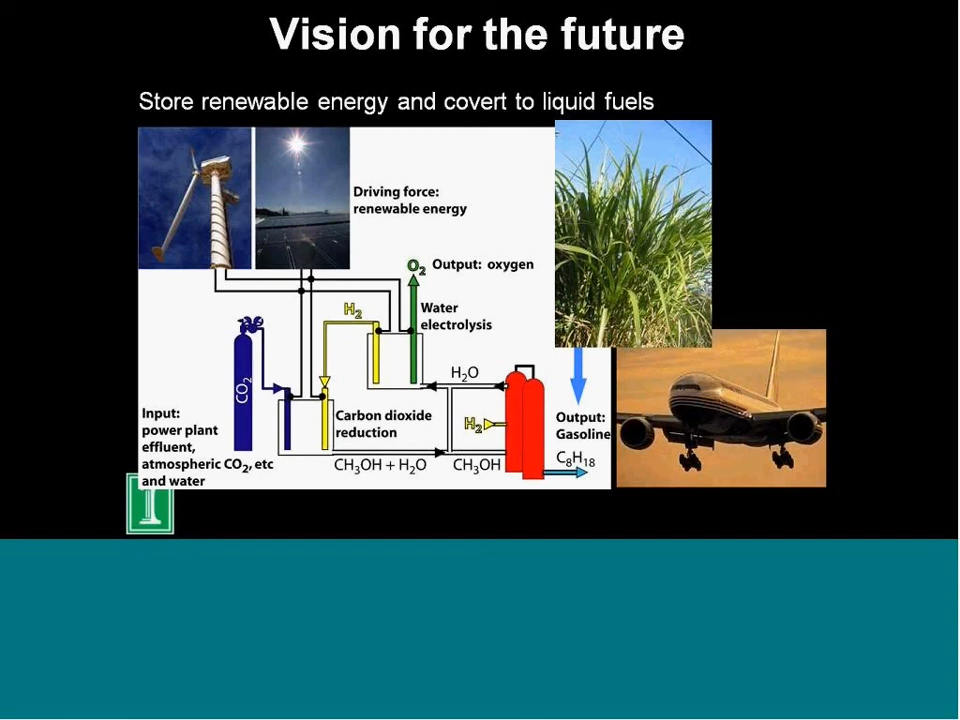 Vision for the future
Store renewable energy and covert to liquid fuels
Driving force:
renewable energy
O2 Output: oxygen
H2
Water
electrolysis
H2O
CO2
Input:
power plant
effluent,
atmospheric CO2, etc
and water
Carbon dioxide
reduction
H2
Output:
Gasoline
C8H18
CH3OH + H2O
CH3OH
I